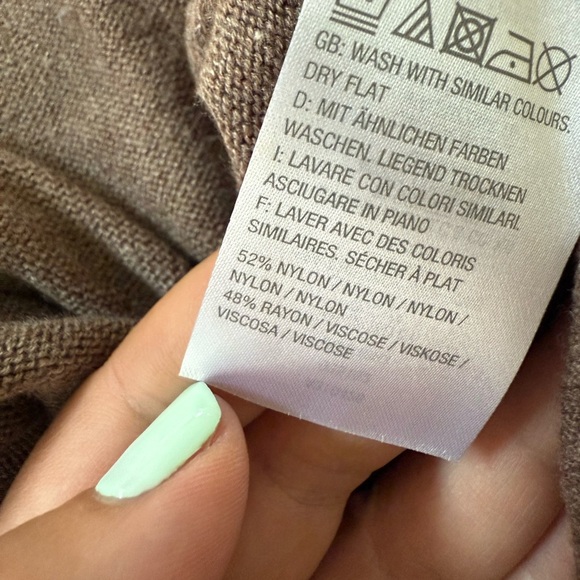 GB: WASH WITH SIMILAR COLOURS.
DRY FLAT
D: MIT ÄHNLICHEN FARBEN
WASCHEN. LIEGEND TROCKNEN
I: LAVARE CON COLORI SIMILARI.
ASCIUGARE IN PIANO
F: LAVER AVEC DES COLORIS
SIMILAIRES. SÉCHER À PLAT
52% NYLON / NYLON / NYLON /
NYLON / NYLON
48% RAYON / VISCOSE / VISKOSE /
VISCOSA / VISCOSE